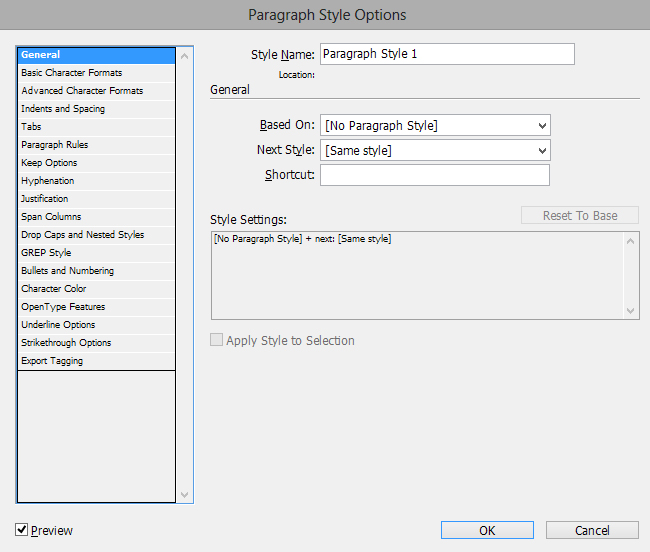 Paragraph Style Options
General
Basic Character Formats
Advanced Character Formats
Indents and Spacing
Tabs
Paragraph Rules
Keep Options
Hyphenation
Justification
Span Columns
Drop Caps and Nested Styles
GREP Style
Bullets and Numbering
Character Color
OpenType Features
Underline Options
Strikethrough Options
Export Tagging
Style Name: Paragraph Style 1
Location:
General
Based On: [No Paragraph Style]
Next Style: [Same style]
Shortcut:
Style Settings: Reset To Base
[No Paragraph Style] + next: [Same style]
Apply Style to Selection
Preview OK Cancel